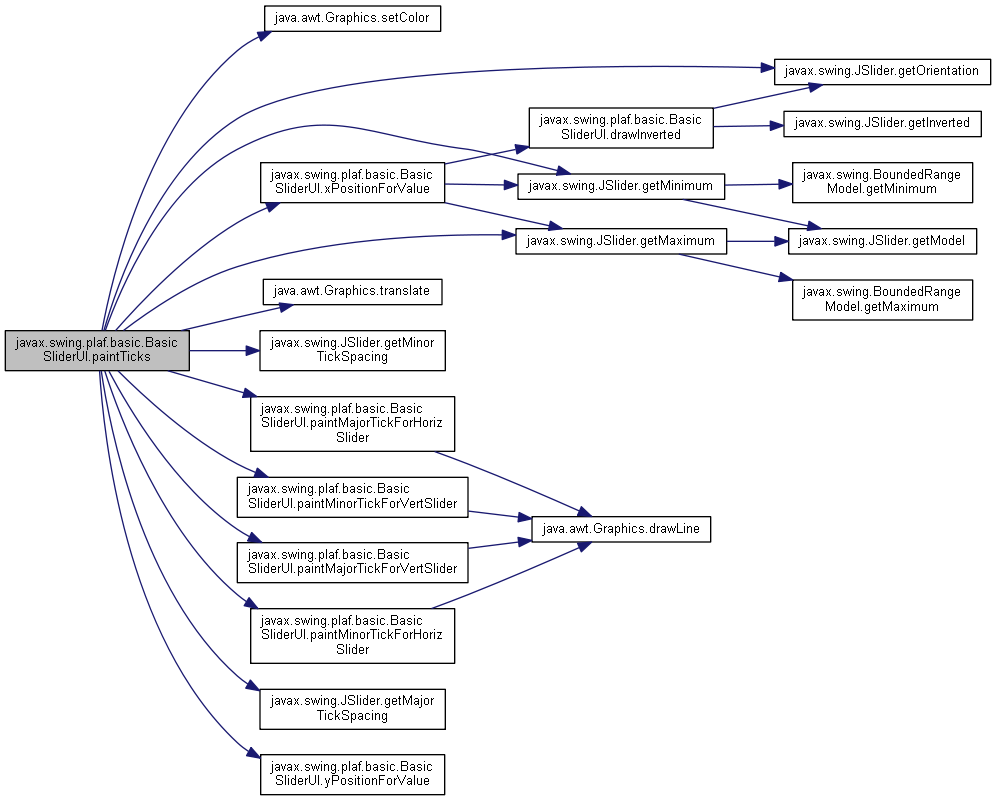 java.awt.Graphics.setColor
javax.swing.JSlider.getOrientation
javax.swing.plaf.basic.Basic
SliderUI.drawInverted
javax.swing.JSlider.getInverted
javax.swing.plaf.basic.Basic
SliderUI.xPositionForValue
javax.swing.JSlider.getMinimum
javax.swing.BoundedRange
Model.getMinimum
javax.swing.JSlider.getMaximum
javax.swing.JSlider.getModel
java.awt.Graphics.translate
javax.swing.BoundedRange
Model.getMaximum
javax.swing.plaf.basic.Basic
SliderUI.paintTicks
javax.swing.JSlider.getMinor
TickSpacing
javax.swing.plaf.basic.Basic
SliderUI.paintMajorTickForHoriz
Slider
javax.swing.plaf.basic.Basic
SliderUI.paintMinorTickForVertSlider
java.awt.Graphics.drawLine
javax.swing.plaf.basic.Basic
SliderUI.paintMajorTickForVertSlider
javax.swing.plaf.basic.Basic
SliderUI.paintMinorTickForHoriz
Slider
javax.swing.JSlider.getMajor
TickSpacing
javax.swing.plaf.basic.Basic
SliderUI.yPositionForValue